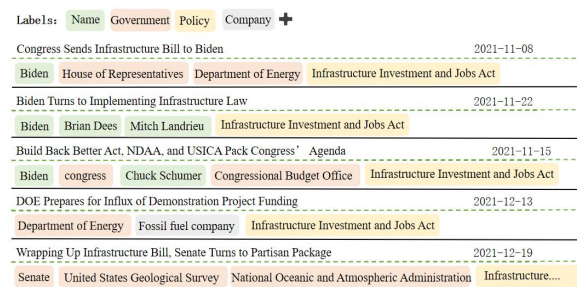 Labels: Name Government Policy Company +
Congress Sends Infrastructure Bill to Biden 2021-11-08
Biden House of Representatives Department of Energy Infrastructure Investment and Jobs Act
Biden Turns to Implementing Infrastructure Law 2021-11-22
Biden Brian Dees Mitch Landrieu Infrastructure Investment and Jobs Act
Build Back Better Act, NDAA, and USICA Pack Congress' Agenda 2021-11-15
Biden congress Chuck Schumer Congressional Budget Office Infrastructure Investment and Jobs Act
DOE Prepares for Influx of Demonstration Project Funding 2021-12-13
Department of Energy Fossil fuel company Infrastructure Investment and Jobs Act
Wrapping Up Infrastructure Bill, Senate Turns to Partisan Package 2021-12-19
Senate United States Geological Survey National Oceanic and Atmospheric Administration Infrastructure....